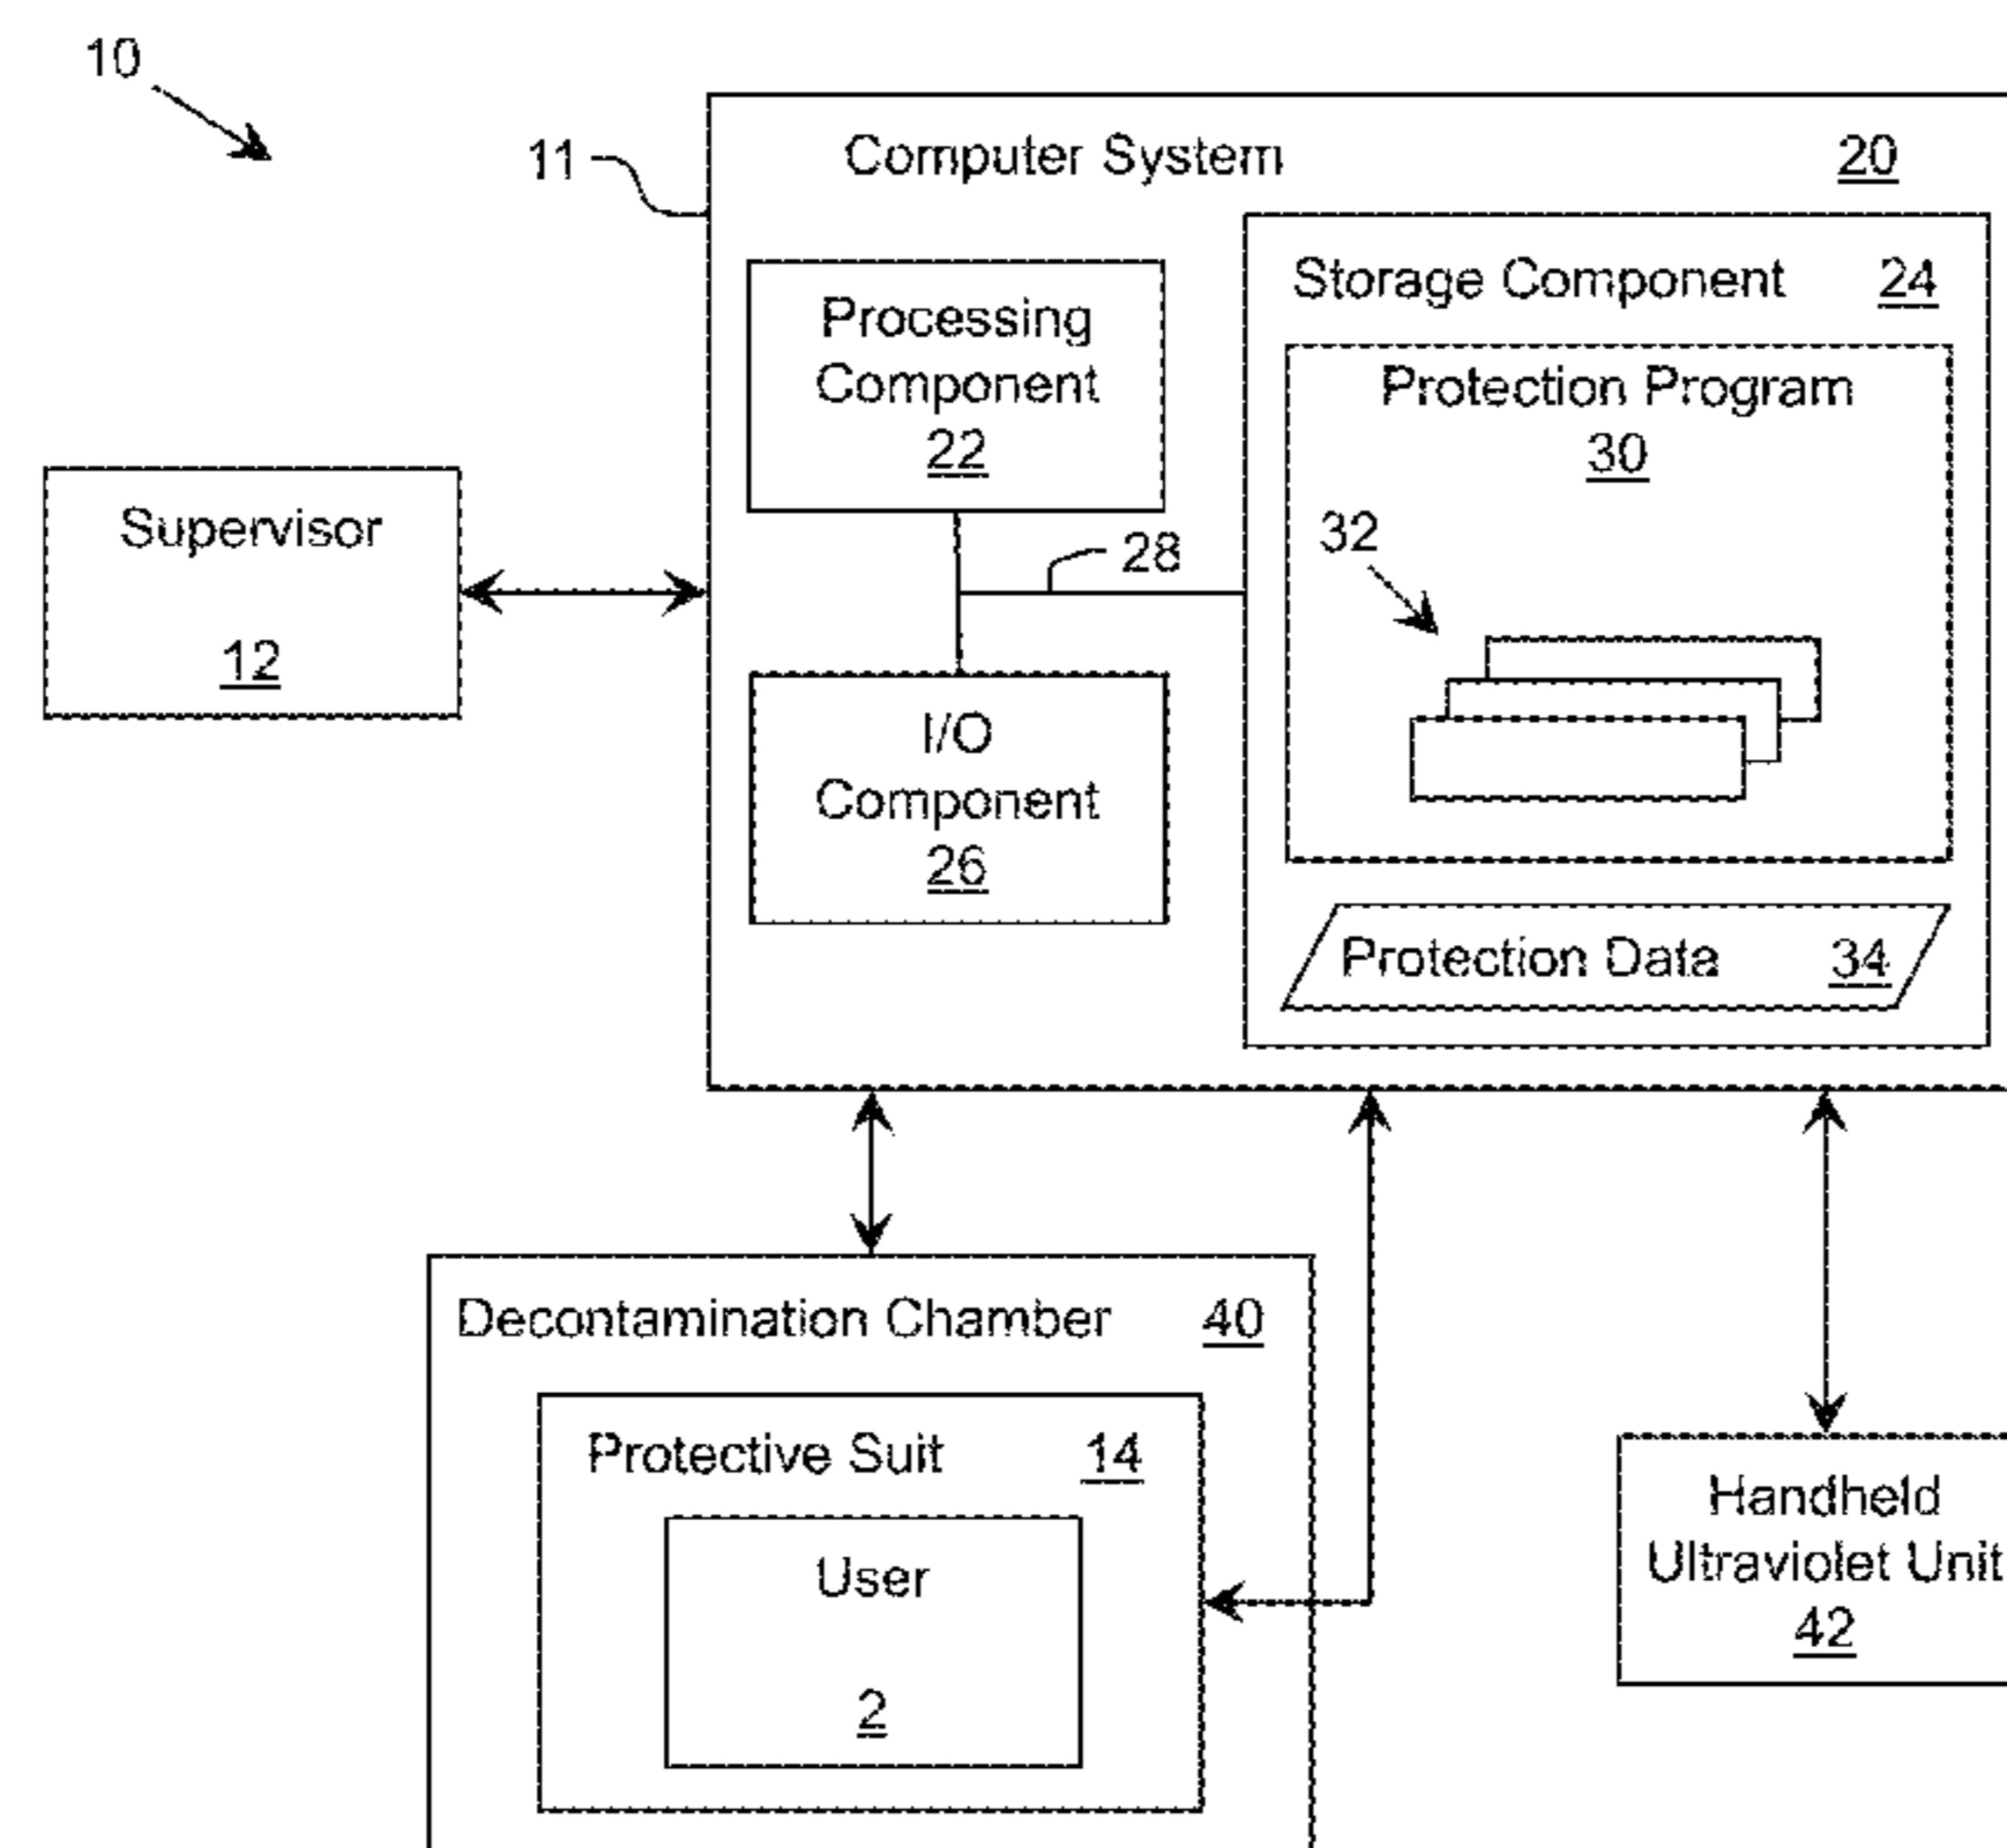 10
11
Computer System 20
Processing
Component
22
Storage Component 24
Protection Program
30
32
28
Supervisor
12
I/O
Component
26
Protection Data 34
Decontamination Chamber 40
Protective Suit 14
User
2
Handheld
Ultraviolet Unit
42